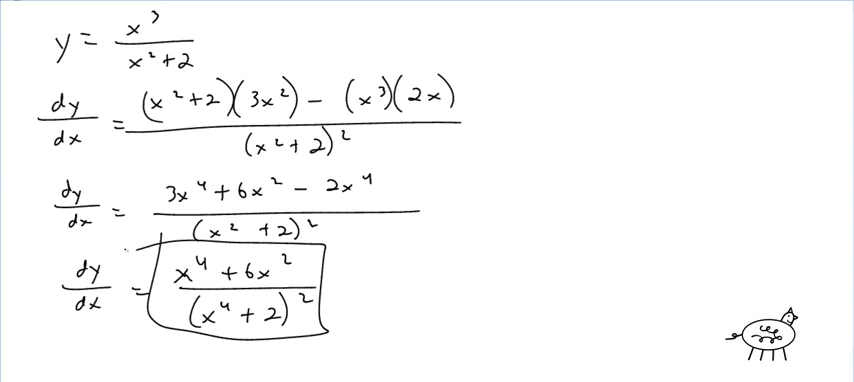 y = x³/(x²+2)
dy/dx = ((x²+2)(3x²) − (x³)(2x))/(x²+2)²
dy/dx = (3x⁴+6x² − 2x⁴)/(x²+2)²
dy/dx = (x⁴+6x²)/(x⁴+2)²